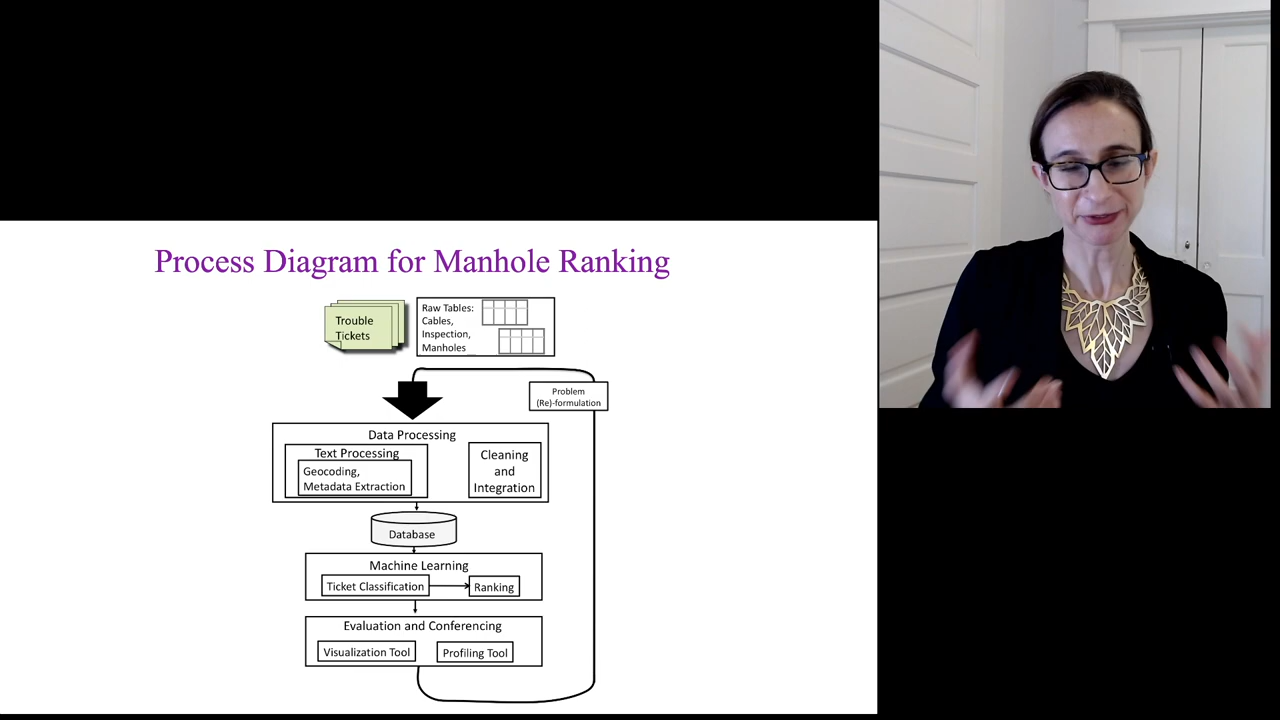 Process Diagram for Manhole Ranking
Trouble
Tickets
Raw Tables:
Cables,
Inspection,
Manholes
Problem
(Re)-formulation
Data Processing
Text Processing
Geocoding,
Metadata Extraction
Cleaning
and
Integration
Database
Machine Learning
Ticket Classification
Ranking
Evaluation and Conferencing
Visualization Tool
Profiling Tool